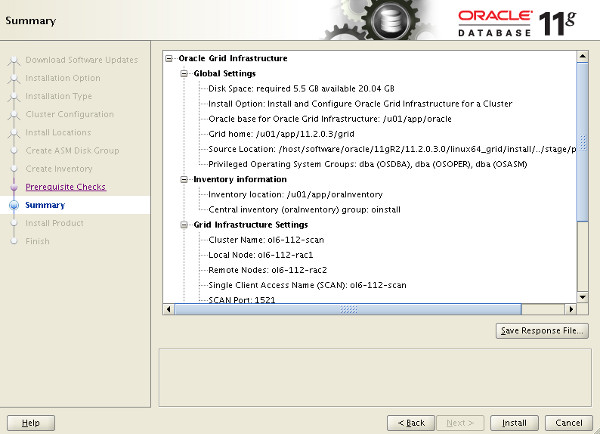 Summary
ORACLE
DATABASE
11g
Download Software Updates
Installation Option
Installation Type
Cluster Configuration
Install Locations
Create ASM Disk Group
Create Inventory
Prerequisite Checks
Summary
Install Product
Finish
Oracle Grid Infrastructure
Global Settings
Disk Space: required 5.5 GB available 20.04 GB
Install Option: Install and Configure Oracle Grid Infrastructure for a Cluster
Oracle base for Oracle Grid Infrastructure: /u01/app/oracle
Grid home: /u01/app/11.2.0.3/grid
Source Location: /host/software/oracle/11gR2/11.2.0.3.0/linux64_grid/install/../stage/p
Privileged Operating System Groups: dba (OSDBA), dba (OSOPER), dba (OSASM)
Inventory information
Inventory location: /u01/app/oraInventory
Central inventory (oraInventory) group: oinstall
Grid Infrastructure Settings
Cluster Name: ol6-112-scan
Local Node: ol6-112-rac1
Remote Nodes: ol6-112-rac2
Single Client Access Name (SCAN): ol6-112-scan
SCAN Port: 1521
Save Response File...
Help
< Back
Next >
Install
Cancel